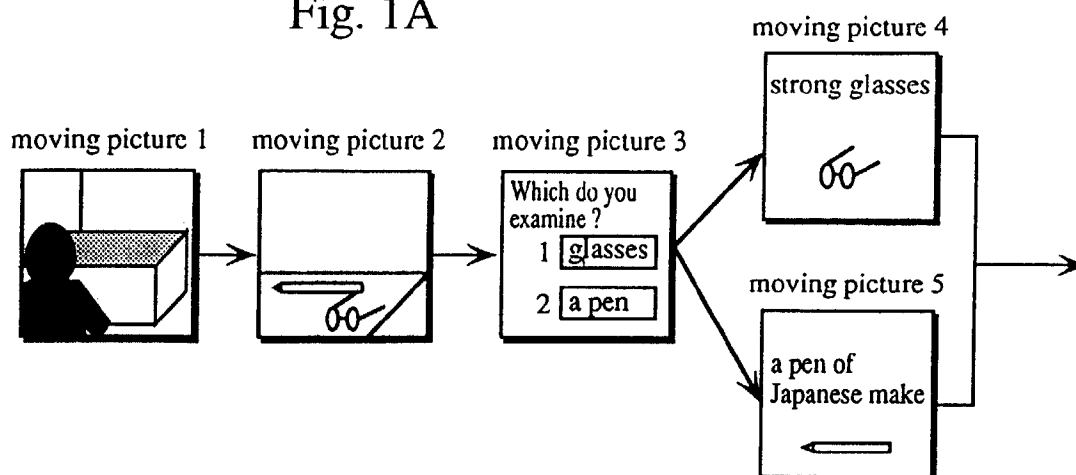 Fig. 1A
moving picture 1
moving picture 2
moving picture 3
Which do you
examine ?
1 glasses
2 a pen
moving picture 4
strong glasses
moving picture 5
a pen of
Japanese make